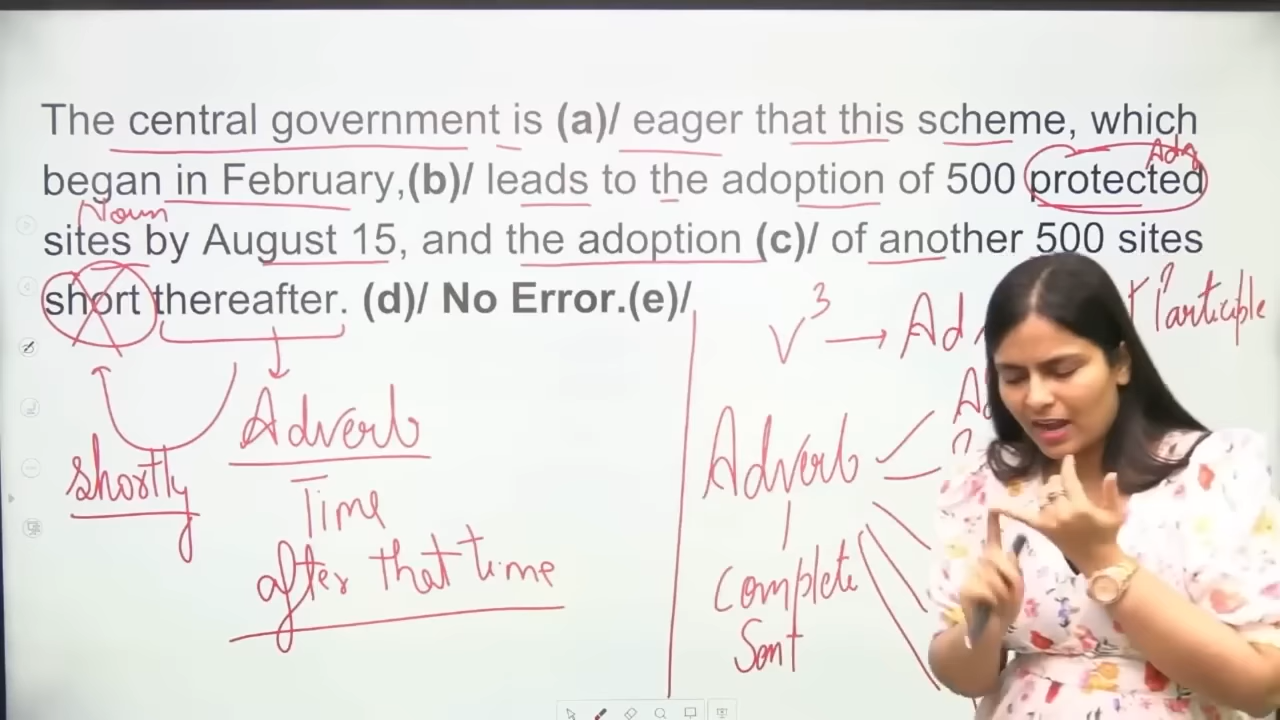 The central government is (a)/ eager that this scheme, which
Adj
began in February,(b)/ leads to the adoption of 500 protected
Noun
sites by August 15, and the adoption (c)/ of another 500 sites
short thereafter. (d)/ No Error.(e)/
V3 → Ad Participle
Adverb
shortly
Time
after that time
Adverb
Complete
Sent